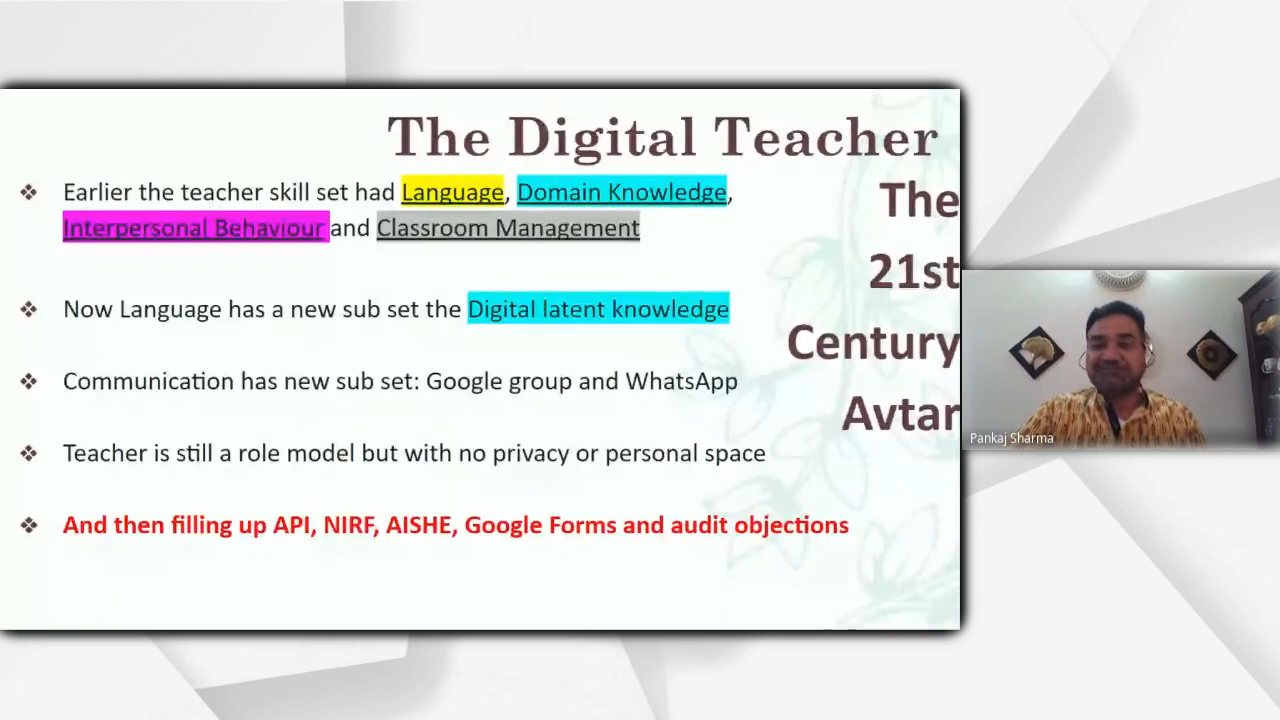 The Digital Teacher
The
21st
Century
Avtar
❖ Earlier the teacher skill set had Language, Domain Knowledge,
Interpersonal Behaviour and Classroom Management
❖ Now Language has a new sub set the Digital latent knowledge
❖ Communication has new sub set: Google group and WhatsApp
❖ Teacher is still a role model but with no privacy or personal space
❖ And then filling up API, NIRF, AISHE, Google Forms and audit objections
Pankaj Sharma